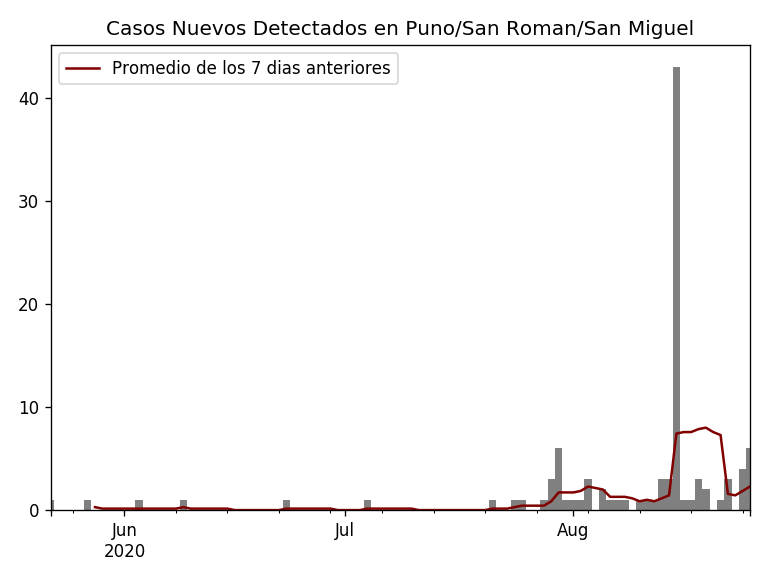 Casos Nuevos Detectados en Puno/San Roman/San Miguel
Promedio de los 7 dias anteriores
40
30
20
10
0
Jun
2020
Jul
Aug